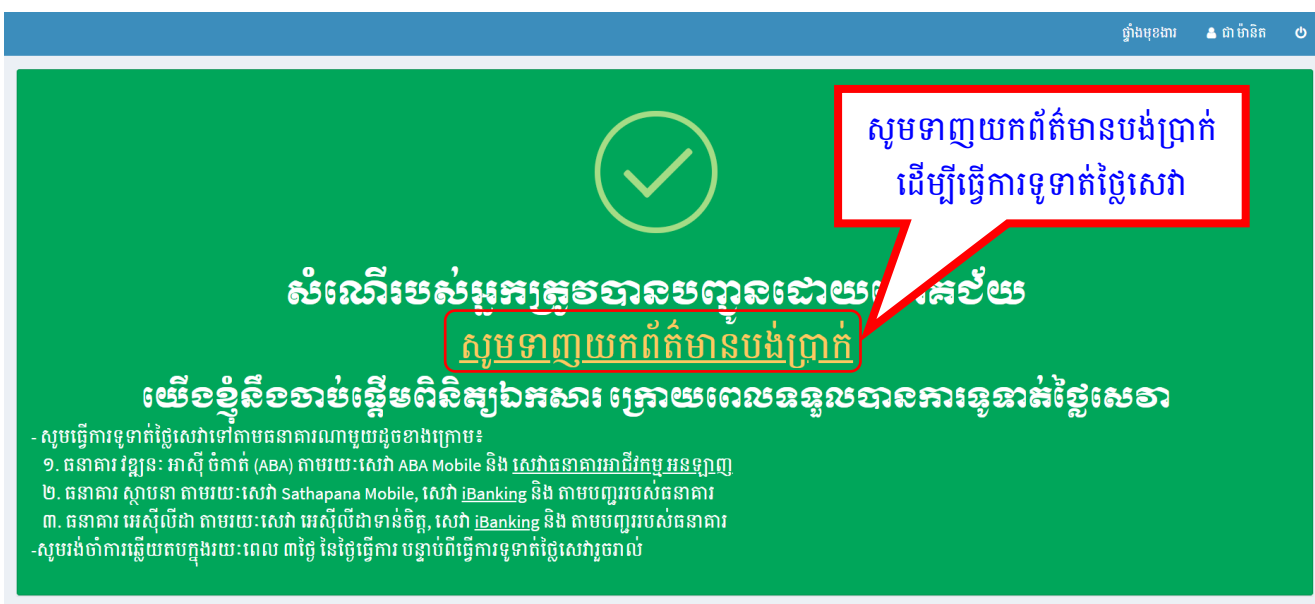 ផ្ទាំងមុខងារ ជា ម៉ានិត
សូមទាញយកព័ត៌មានបង់ប្រាក់
ដើម្បីធ្វើការទូទាត់ថ្លៃសេវា
សំណើរបស់អ្នកត្រូវបានបញ្ជូនដោយ
សូមទាញយកព័ត៌មានបង់ប្រាក់
យើងខ្ញុំនឹងចាប់ផ្តើមពិនិត្យឯកសារ ក្រោយពេលទទួលបានការទូទាត់ថ្លៃសេវា
- សូមធ្វើការទូទាត់ថ្លៃសេវាទៅតាមធនាគារណាមួយដូចខាងក្រោម៖
១. ធនាគារ វឌ្ឍនៈ អាស៊ី ចំកាត់ (ABA) តាមរយៈសេវា ABA Mobile និង សេវាធនាគារអាជីវកម្ម អនឡាញ
២. ធនាគារ ស្ថាបនា តាមរយៈសេវា Sathapana Mobile, សេវា iBanking និង តាមបញ្ជររបស់ធនាគារ
៣. ធនាគារ អេស៊ីលីដា តាមរយៈសេវា អេស៊ីលីដាទាន់ចិត្ត, សេវា iBanking និង តាមបញ្ជររបស់ធនាគារ
-សូមរង់ចាំការឆ្លើយតបក្នុងរយៈពេល ៣ថ្ងៃ នៃថ្ងៃធ្វើការ បន្ទាប់ពីធ្វើការទូទាត់ថ្លៃសេវារួចរាល់